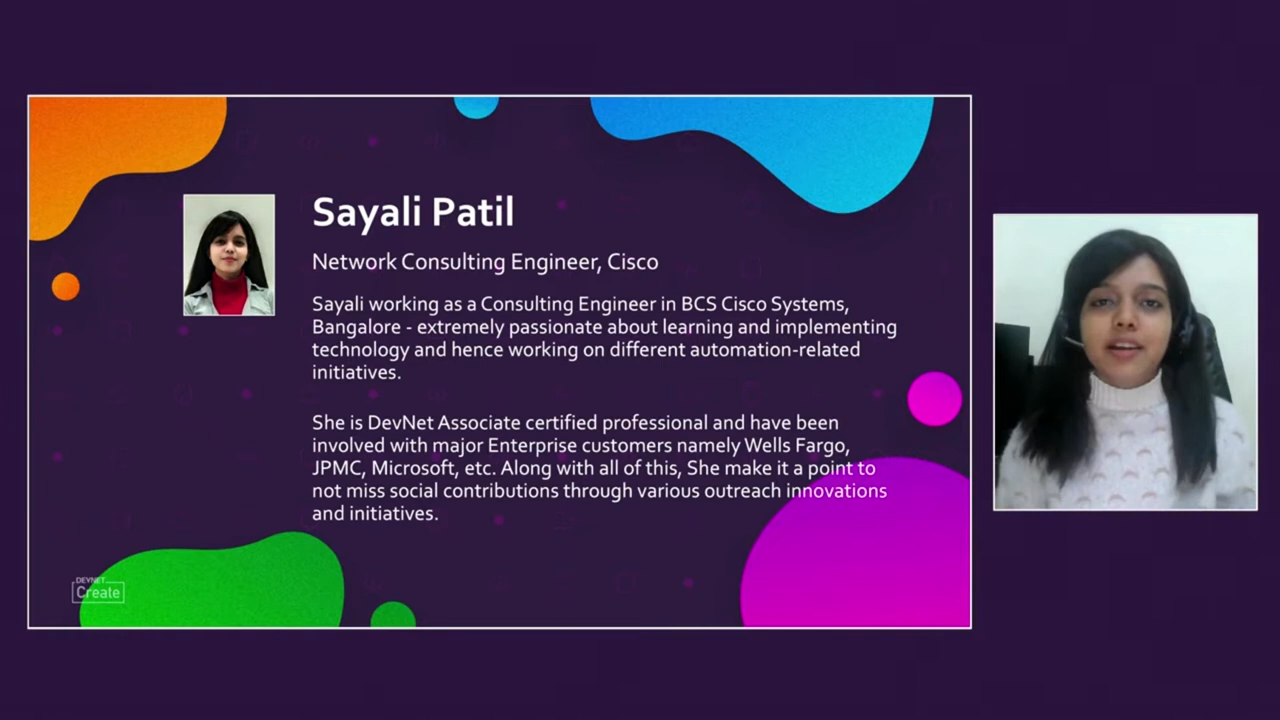 Sayali Patil
Network Consulting Engineer, Cisco
Sayali working as a Consulting Engineer in BCS Cisco Systems,
Bangalore - extremely passionate about learning and implementing
technology and hence working on different automation-related
initiatives.
She is DevNet Associate certified professional and have been
involved with major Enterprise customers namely Wells Fargo,
JPMC, Microsoft, etc. Along with all of this, She make it a point to
not miss social contributions through various outreach innovations
and initiatives.
DEVNET
Create